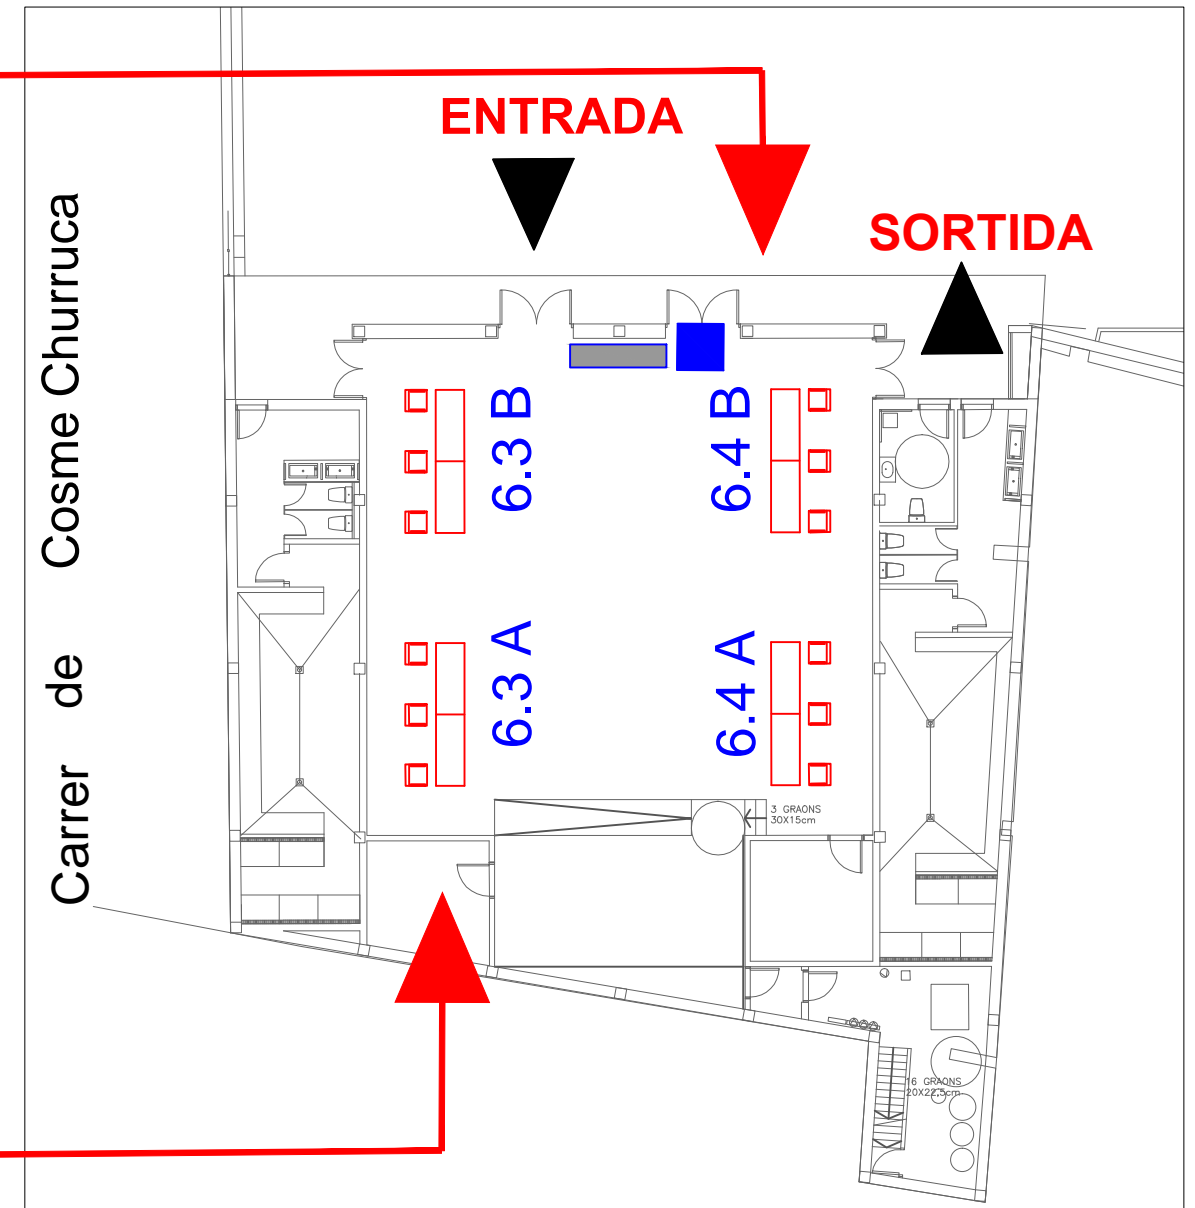 ENTRADA
SORTIDA
Carrer de Cosme Churruca
6.3 B
6.4 B
6.3 A
6.4 A
3 GRAONS
30X15cm
16 GRAONS
20X22,5cm